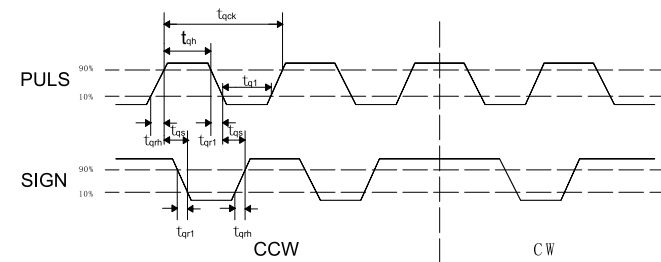 tqck
tqh
PULS
90%
10%
tq1
tqrh
tqs
tqr1
tqs
SIGN
90%
10%
tqr1
tqrh
CCW
CW